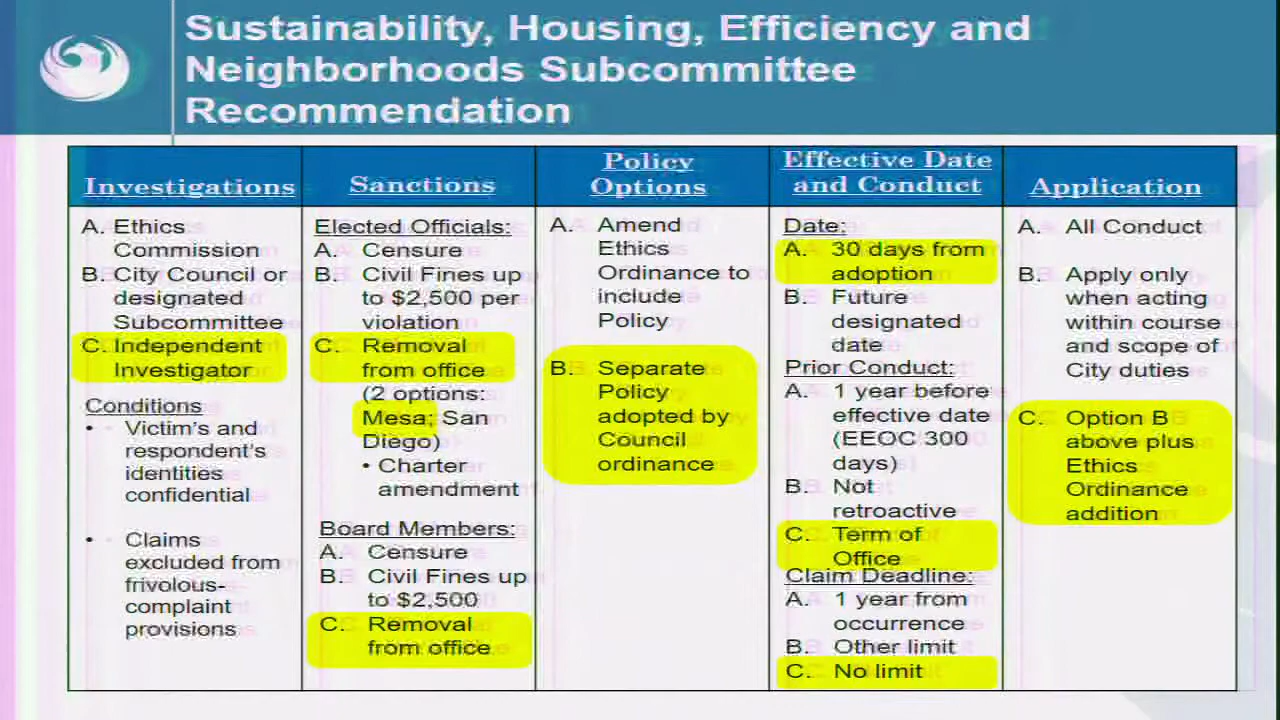 Sustainability, Housing, Efficiency and
Neighborhoods Subcommittee
Recommendation
Investigations
A. Ethics
Commission
B. City Council or
designated
Subcommittee
C. Independent
Investigator
Conditions
• Victim's and
respondent's
identities
confidential
• Claims
excluded from
frivolous-
complaint
provisions
Sanctions
Elected Officials:
A. Censure
B. Civil Fines up
to $2,500 per
violation
C. Removal
from office
(2 options:
Mesa; San
Diego)
• Charter
amendment
Board Members:
A. Censure
B. Civil Fines up
to $2,500
C. Removal
from office
Policy
Options
A. Amend
Ethics
Ordinance to
include
Policy
B. Separate
Policy
adopted by
Council
ordinance
Effective Date
and Conduct
Date:
A. 30 days from
adoption
B. Future
designated
date
Prior Conduct:
A. 1 year before
effective date
(EEOC 300
days)
B. Not
retroactive
C. Term of
Office
Claim Deadline:
A. 1 year from
occurrence
B. Other limit
C. No limit
Application
A. All Conduct
B. Apply only
when acting
within course
and scope of
City duties
C. Option B
above plus
Ethics
Ordinance
addition